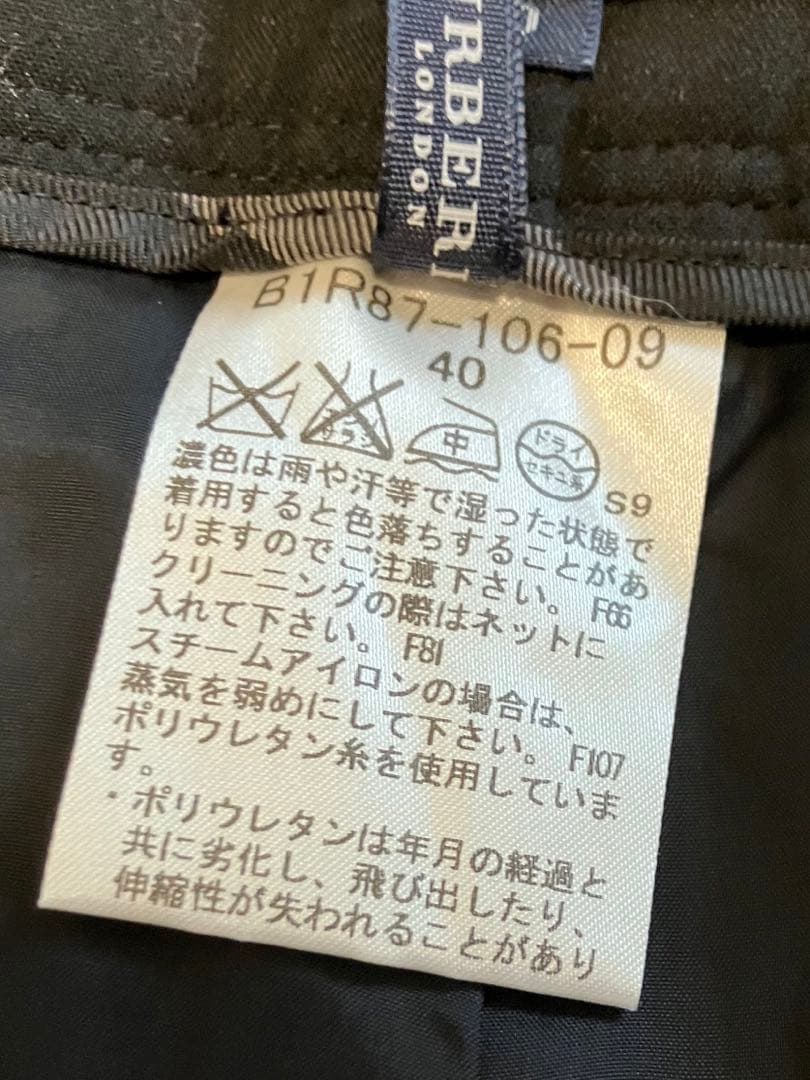 LONDON
B1R87-106-09
40
中
ドライ
セキユ系
S9
濃色は雨や汗等で湿った状態で
着用すると色落ちすることがあ
りますのでご注意下さい。 F66
クリーニングの際はネットに
入れて下さい。 F81
スチームアイロンの場合は、
蒸気を弱めにして下さい。 F107
ポリウレタン糸を使用していま
す。
・ポリウレタンは年月の経過と
共に劣化し、飛び出したり、
伸縮性が失われることがあり